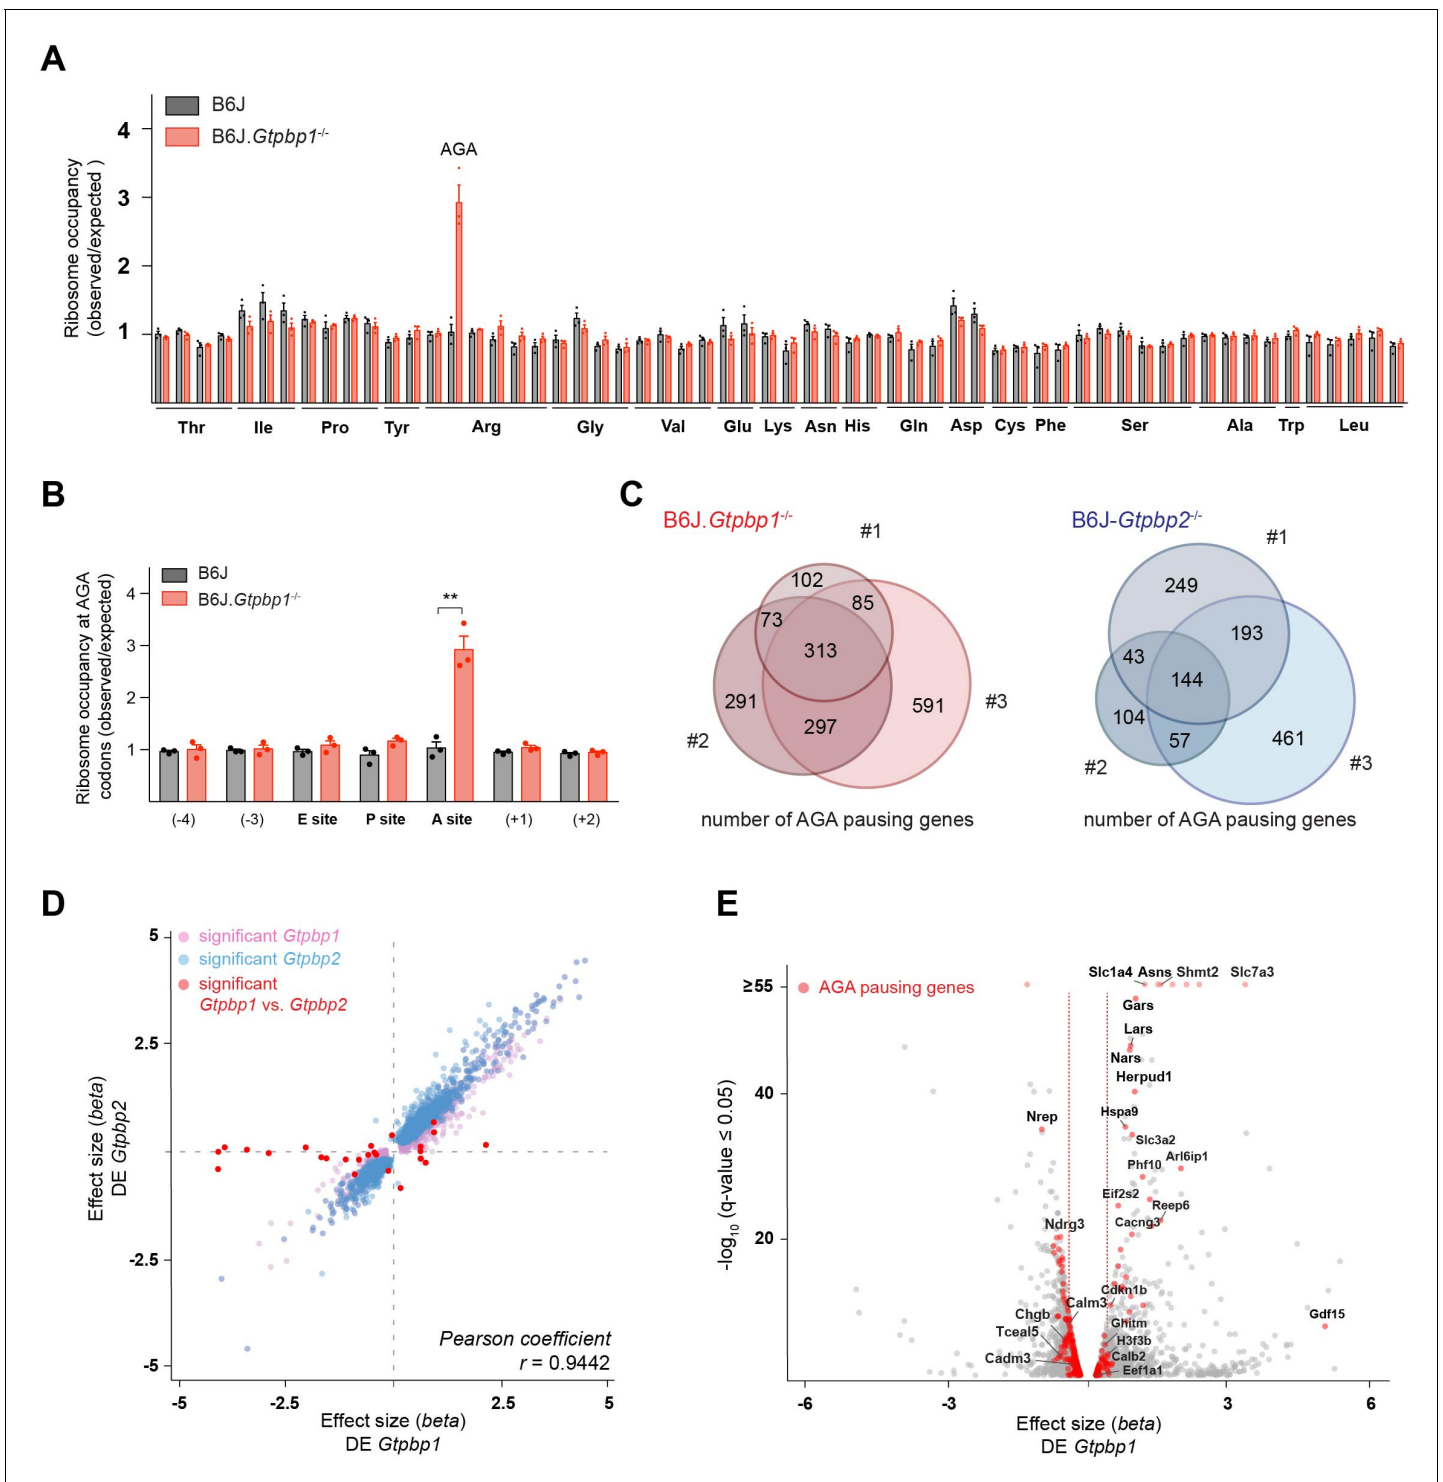 A
B6J
B6J.Gtpbp1-/-
Ribosome occupancy
(observed/expected )
4
3
2
1
AGA
Thr Ile Pro Tyr Arg Gly Val Glu Lys Asn His Gln Asp Cys Phe Ser Ala Trp Leu
B
B6J
B6J.Gtpbp1-/-
Ribosome occupancy at AGA
codons (observed/expected)
4
3
2
1
**
(-4) (-3) E site P site A site (+1) (+2)
C
B6J.Gtpbp1-/-
#1
102
73
85
313
291
591
297
#2
#3
number of AGA pausing genes
B6J-Gtpbp2-/-
#1
249
193
43
144
104
57
461
#2
#3
number of AGA pausing genes
D
significant Gtpbp1
significant Gtpbp2
significant
Gtpbp1 vs. Gtpbp2
Effect size (beta)
DE Gtpbp2
5
2.5
-2.5
-5
Pearson coefficient
r = 0.9442
-5 -2.5 2.5 5
Effect size (beta)
DE Gtpbp1
E
AGA pausing genes
-log10 (q-value ≤ 0.05)
≥55
40
20
Slc1a4 Asns Shmt2 Slc7a3
Gars
Lars
Nars
Herpud1
Nrep
Hspa9
Slc3a2
Arl6ip1
Phf10
Eif2s2
Reep6
Ndrg3
Cacng3
Cdkn1b
Calm3
Chgb
Gdf15
Ghitm
Tceal5
H3f3b
Cadm3
Calb2
Eef1a1
-6 -3 3 6
Effect size (beta)
DE Gtpbp1